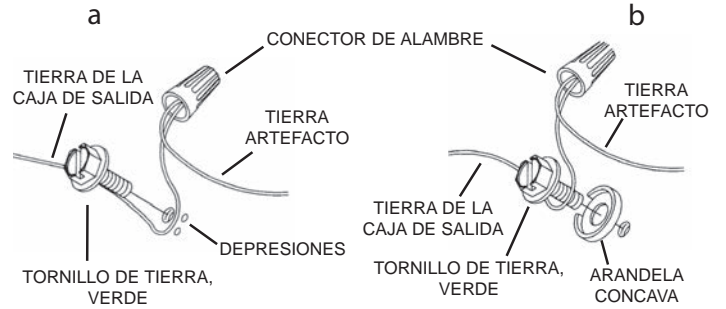 a
b
CONECTOR DE ALAMBRE
TIERRA DE LA
CAJA DE SALIDA
TIERRA
ARTEFACTO
DEPRESIONES
TORNILLO DE TIERRA,
VERDE
TIERRA
ARTEFACTO
TIERRA DE LA
CAJA DE SALIDA
TORNILLO DE TIERRA,
VERDE
ARANDELA
CONCAVA